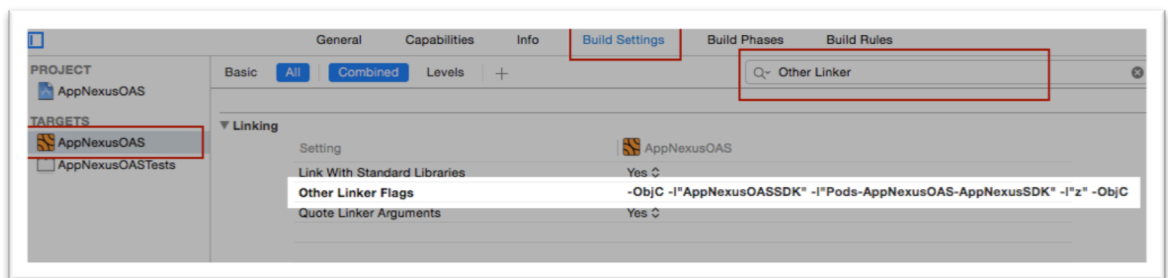 General Capabilities Info Build Settings Build Phases Build Rules
PROJECT
Basic All Combined Levels + Other Linker
AppNexusOAS
TARGETS
Linking
AppNexusOAS
Setting AppNexusOAS
AppNexusOASTests
Link With Standard Libraries Yes
Other Linker Flags -ObjC -l"AppNexusOASSDK" -l"Pods-AppNexusOAS-AppNexusSDK" -l"z" -ObjC
Quote Linker Arguments Yes